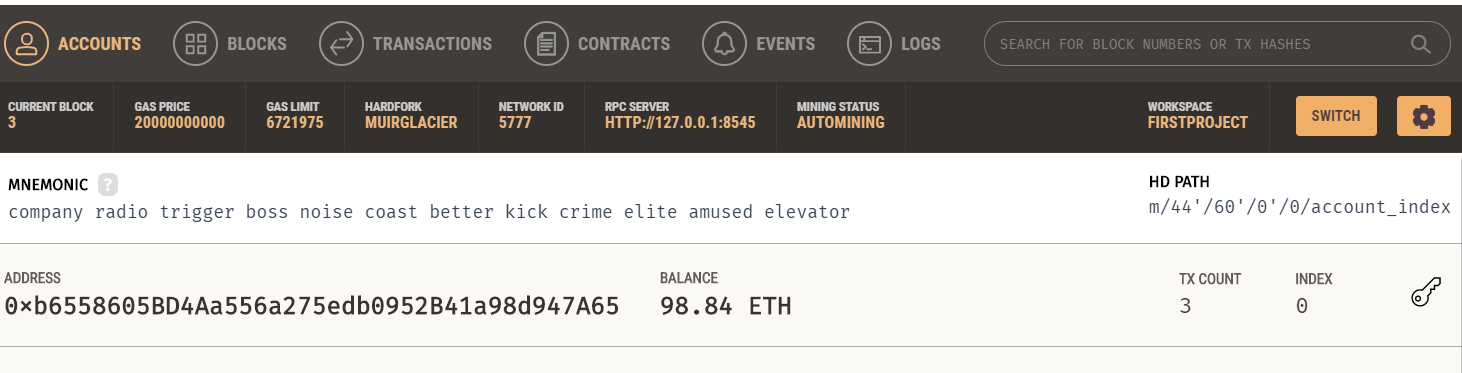 ACCOUNTS BLOCKS TRANSACTIONS CONTRACTS EVENTS LOGS SEARCH FOR BLOCK NUMBERS OR TX HASHES
CURRENT BLOCK GAS PRICE GAS LIMIT HARDFORK NETWORK ID RPC SERVER MINING STATUS WORKSPACE
3 20000000000 6721975 MUIRGLACIER 5777 HTTP://127.0.0.1:8545 AUTOMINING FIRSTPROJECT SWITCH
MNEMONIC ? HD PATH
company radio trigger boss noise coast better kick crime elite amused elevator m/44'/60'/0'/0/account_index
ADDRESS BALANCE TX COUNT INDEX
0×b6558605BD4Aa556a275edb0952B41a98d947A65 98.84 ETH 3 0